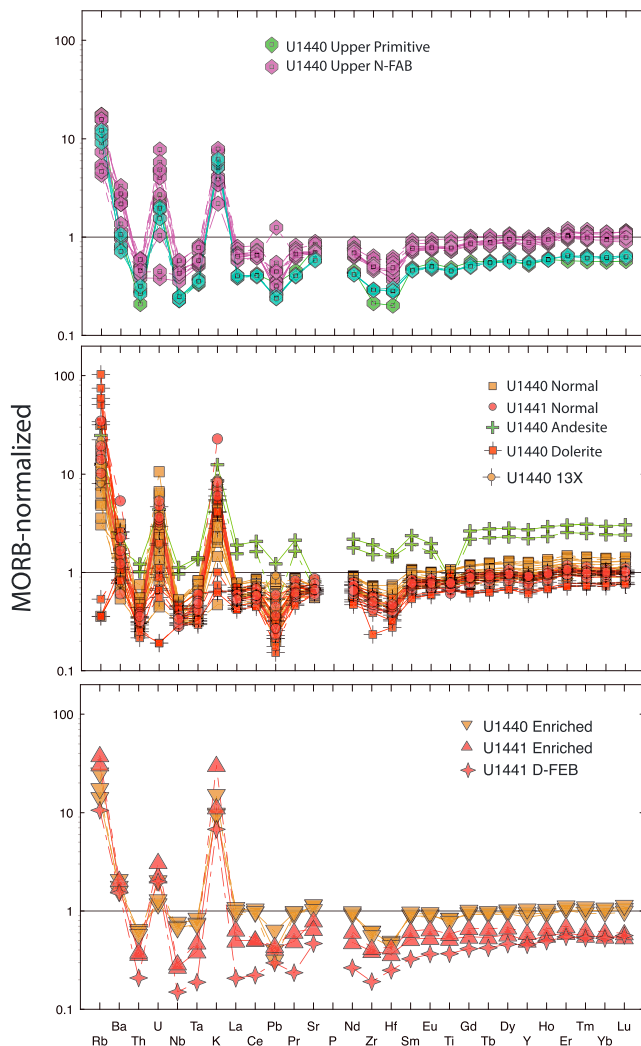 100
10
1
0.1
U1440 Upper Primitive
U1440 Upper N-FAB
MORB-normalized
100
10
1
0.1
U1440 Normal
U1441 Normal
U1440 Andesite
U1440 Dolerite
U1440 13X
100
10
1
0.1
U1440 Enriched
U1441 Enriched
U1441 D-FEB
Ba U Ta La Pb Sr Nd Hf Eu Gd Dy Ho Tm Lu
Rb Th Nb K Ce Pr P Zr Sm Ti Tb Y Er Yb